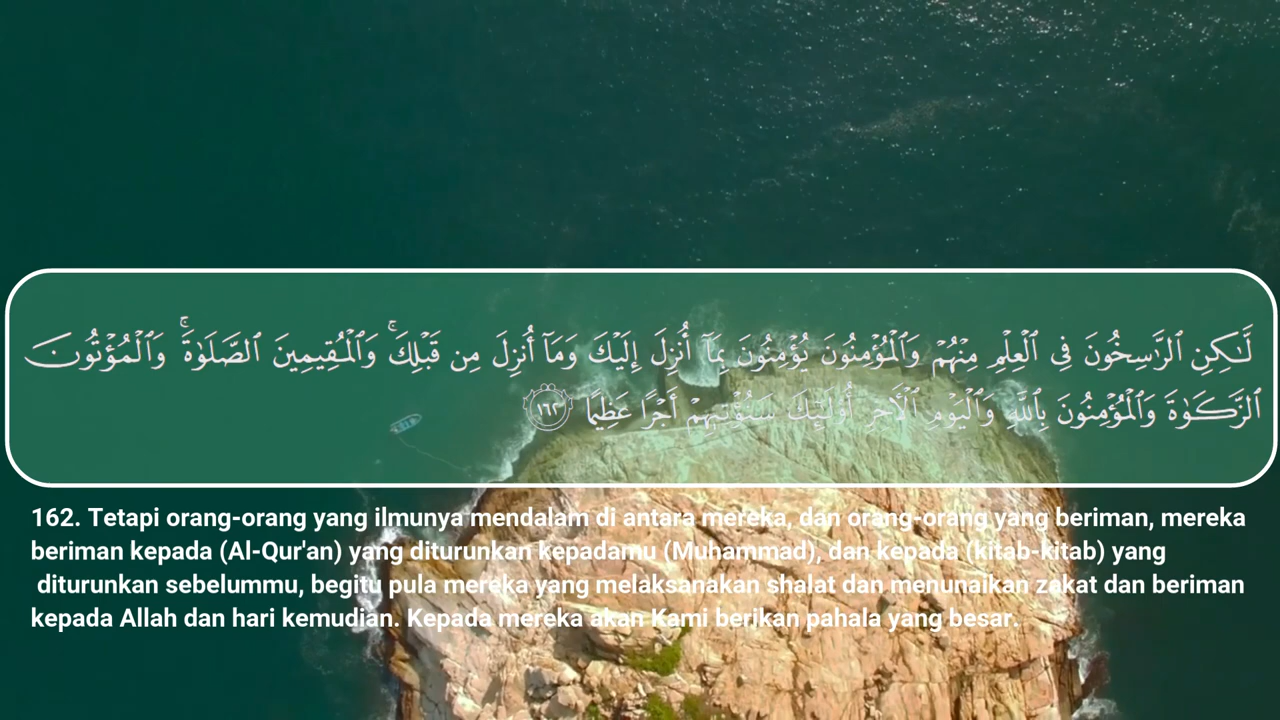 لَّـٰكِنِ ٱلرَّٰسِخُونَ فِى ٱلْعِلْمِ مِنْهُمْ وَٱلْمُؤْمِنُونَ يُؤْمِنُونَ بِمَآ أُنزِلَ إِلَيْكَ وَمَآ أُنزِلَ مِن قَبْلِكَ ۚ وَٱلْمُقِيمِينَ ٱلصَّلَوٰةَ ۚ وَٱلْمُؤْتُونَ
ٱلزَّكَوٰةَ وَٱلْمُؤْمِنُونَ بِٱللَّهِ وَٱلْيَوْمِ ٱلْـَٔاخِرِ أُو۟لَـٰٓئِكَ سَنُؤْتِيهِمْ أَجْرًا عَظِيمًا ١٦٢
162. Tetapi orang-orang yang ilmunya mendalam di antara mereka, dan orang-orang yang beriman, mereka
beriman kepada (Al-Qur'an) yang diturunkan kepadamu (Muhammad), dan kepada (kitab-kitab) yang
diturunkan sebelummu, begitu pula mereka yang melaksanakan shalat dan menunaikan zakat dan beriman
kepada Allah dan hari kemudian. Kepada mereka akan Kami berikan pahala yang besar.